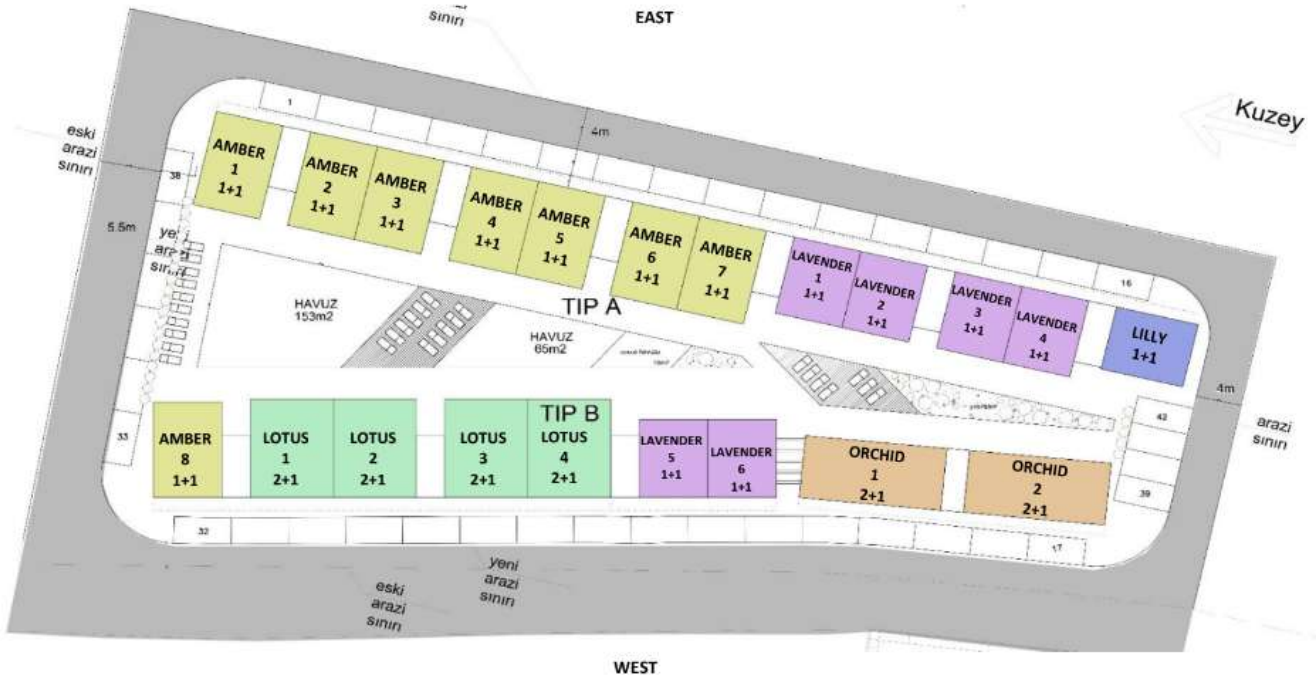 EAST
arazi
sınırı
Kuzey
1
4m
eski
arazi
sınırı
38
AMBER
1
1+1
AMBER
2
1+1
AMBER
3
1+1
AMBER
4
1+1
AMBER
5
1+1
AMBER
6
1+1
AMBER
7
1+1
LAVENDER
1
1+1
LAVENDER
2
1+1
LAVENDER
3
1+1
LAVENDER
4
1+1
16
LILLY
1+1
5.5m
yeni
arazi
sınırı
HAVUZ
153m2
TIP A
HAVUZ
65m2
4m
arazi
sınırı
33
43
39
AMBER
8
1+1
LOTUS
1
2+1
LOTUS
2
2+1
LOTUS
3
2+1
TIP B
LOTUS
4
2+1
LAVENDER
5
1+1
LAVENDER
6
1+1
ORCHID
1
2+1
ORCHID
2
2+1
32
17
yeni
arazi
sınırı
eski
arazi
sınırı
WEST